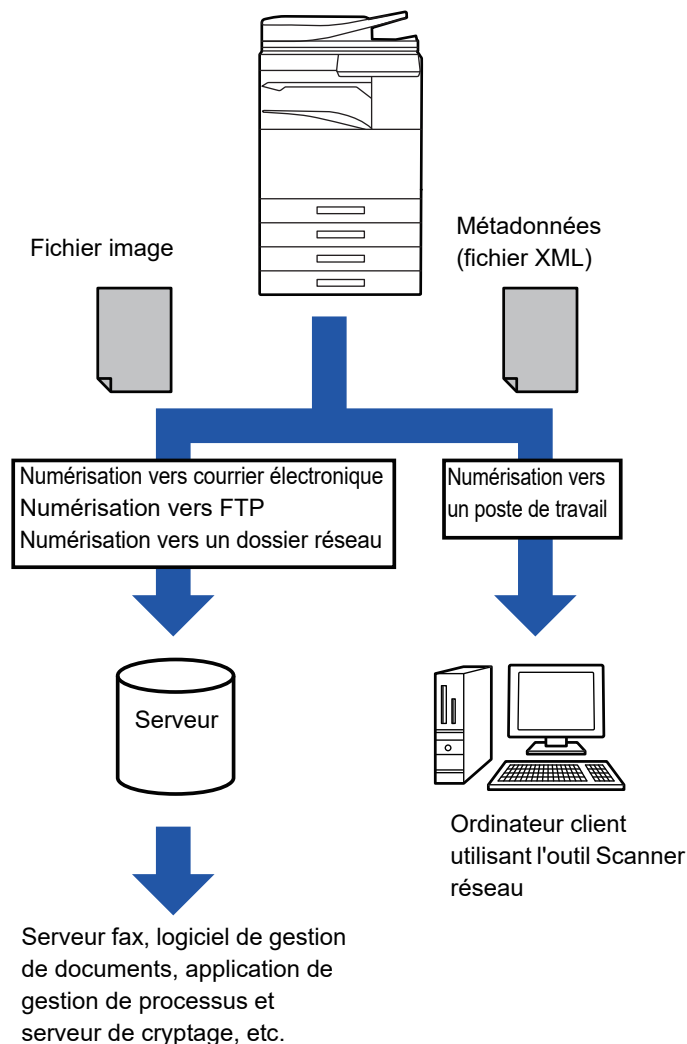 Fichier image
Métadonnées
(fichier XML)
Numérisation vers courrier électronique
Numérisation vers FTP
Numérisation vers un dossier réseau
Numérisation vers
un poste de travail
Serveur
Ordinateur client
utilisant l'outil Scanner
réseau
Serveur fax, logiciel de gestion
de documents, application de
gestion de processus et
serveur de cryptage, etc.